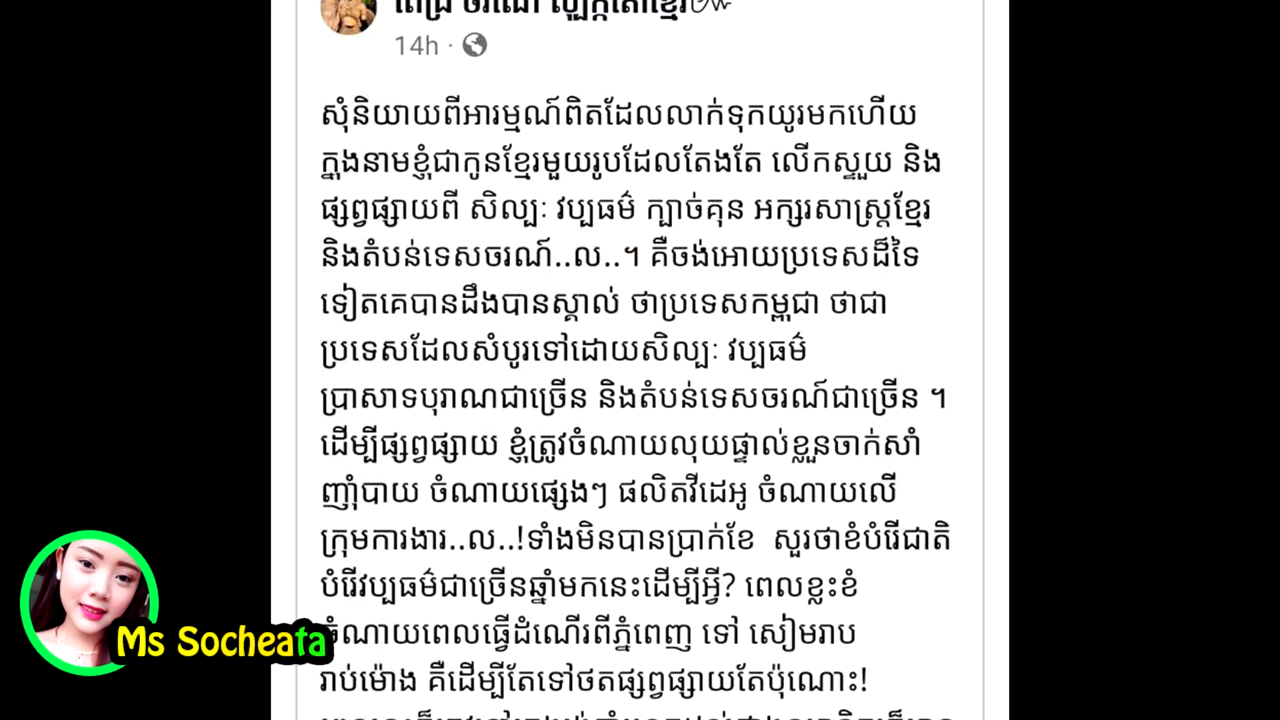 14h
សុំនិយាយពីអារម្មណ៍ពិតដែលលាក់ទុកយូរមកហើយ
ក្នុងនាមខ្ញុំជាកូនខ្មែរមួយរូបដែលតែងតែ លើកស្ទួយ និង
ផ្សព្វផ្សាយពី សិល្បៈ វប្បធម៌ ក្បាច់គុន អក្សរសាស្ត្រខ្មែរ
និងតំបន់ទេសចរណ៍..ល..។ គឺចង់អោយប្រទេសដ៏ទៃ
ទៀតគេបានដឹងបានស្គាល់ ថាប្រទេសកម្ពុជា ថាជា
ប្រទេសដែលសំបូរទៅដោយសិល្បៈ វប្បធម៌
ប្រាសាទបុរាណជាច្រើន និងតំបន់ទេសចរណ៍ជាច្រើន ។
ដើម្បីផ្សព្វផ្សាយ ខ្ញុំត្រូវចំណាយលុយផ្ទាល់ខ្លួនចាក់សាំ
ញ៉ាំបាយ ចំណាយផ្សេងៗ ផលិតវីដេអូ ចំណាយលើ
ក្រុមការងារ..ល..!ទាំងមិនបានប្រាក់ខែ សួរថាខំបំរើជាតិ
បំរើវប្បធម៌ជាច្រើនឆ្នាំមកនេះដើម្បីអ្វី? ពេលខ្លះខំ
ចំណាយពេលធ្វើដំណើរពីភ្នំពេញ ទៅ សៀមរាប
រាប់ម៉ោង គឺដើម្បីតែទៅថតផ្សព្វផ្សាយតែប៉ុណោះ!
Ms Socheata